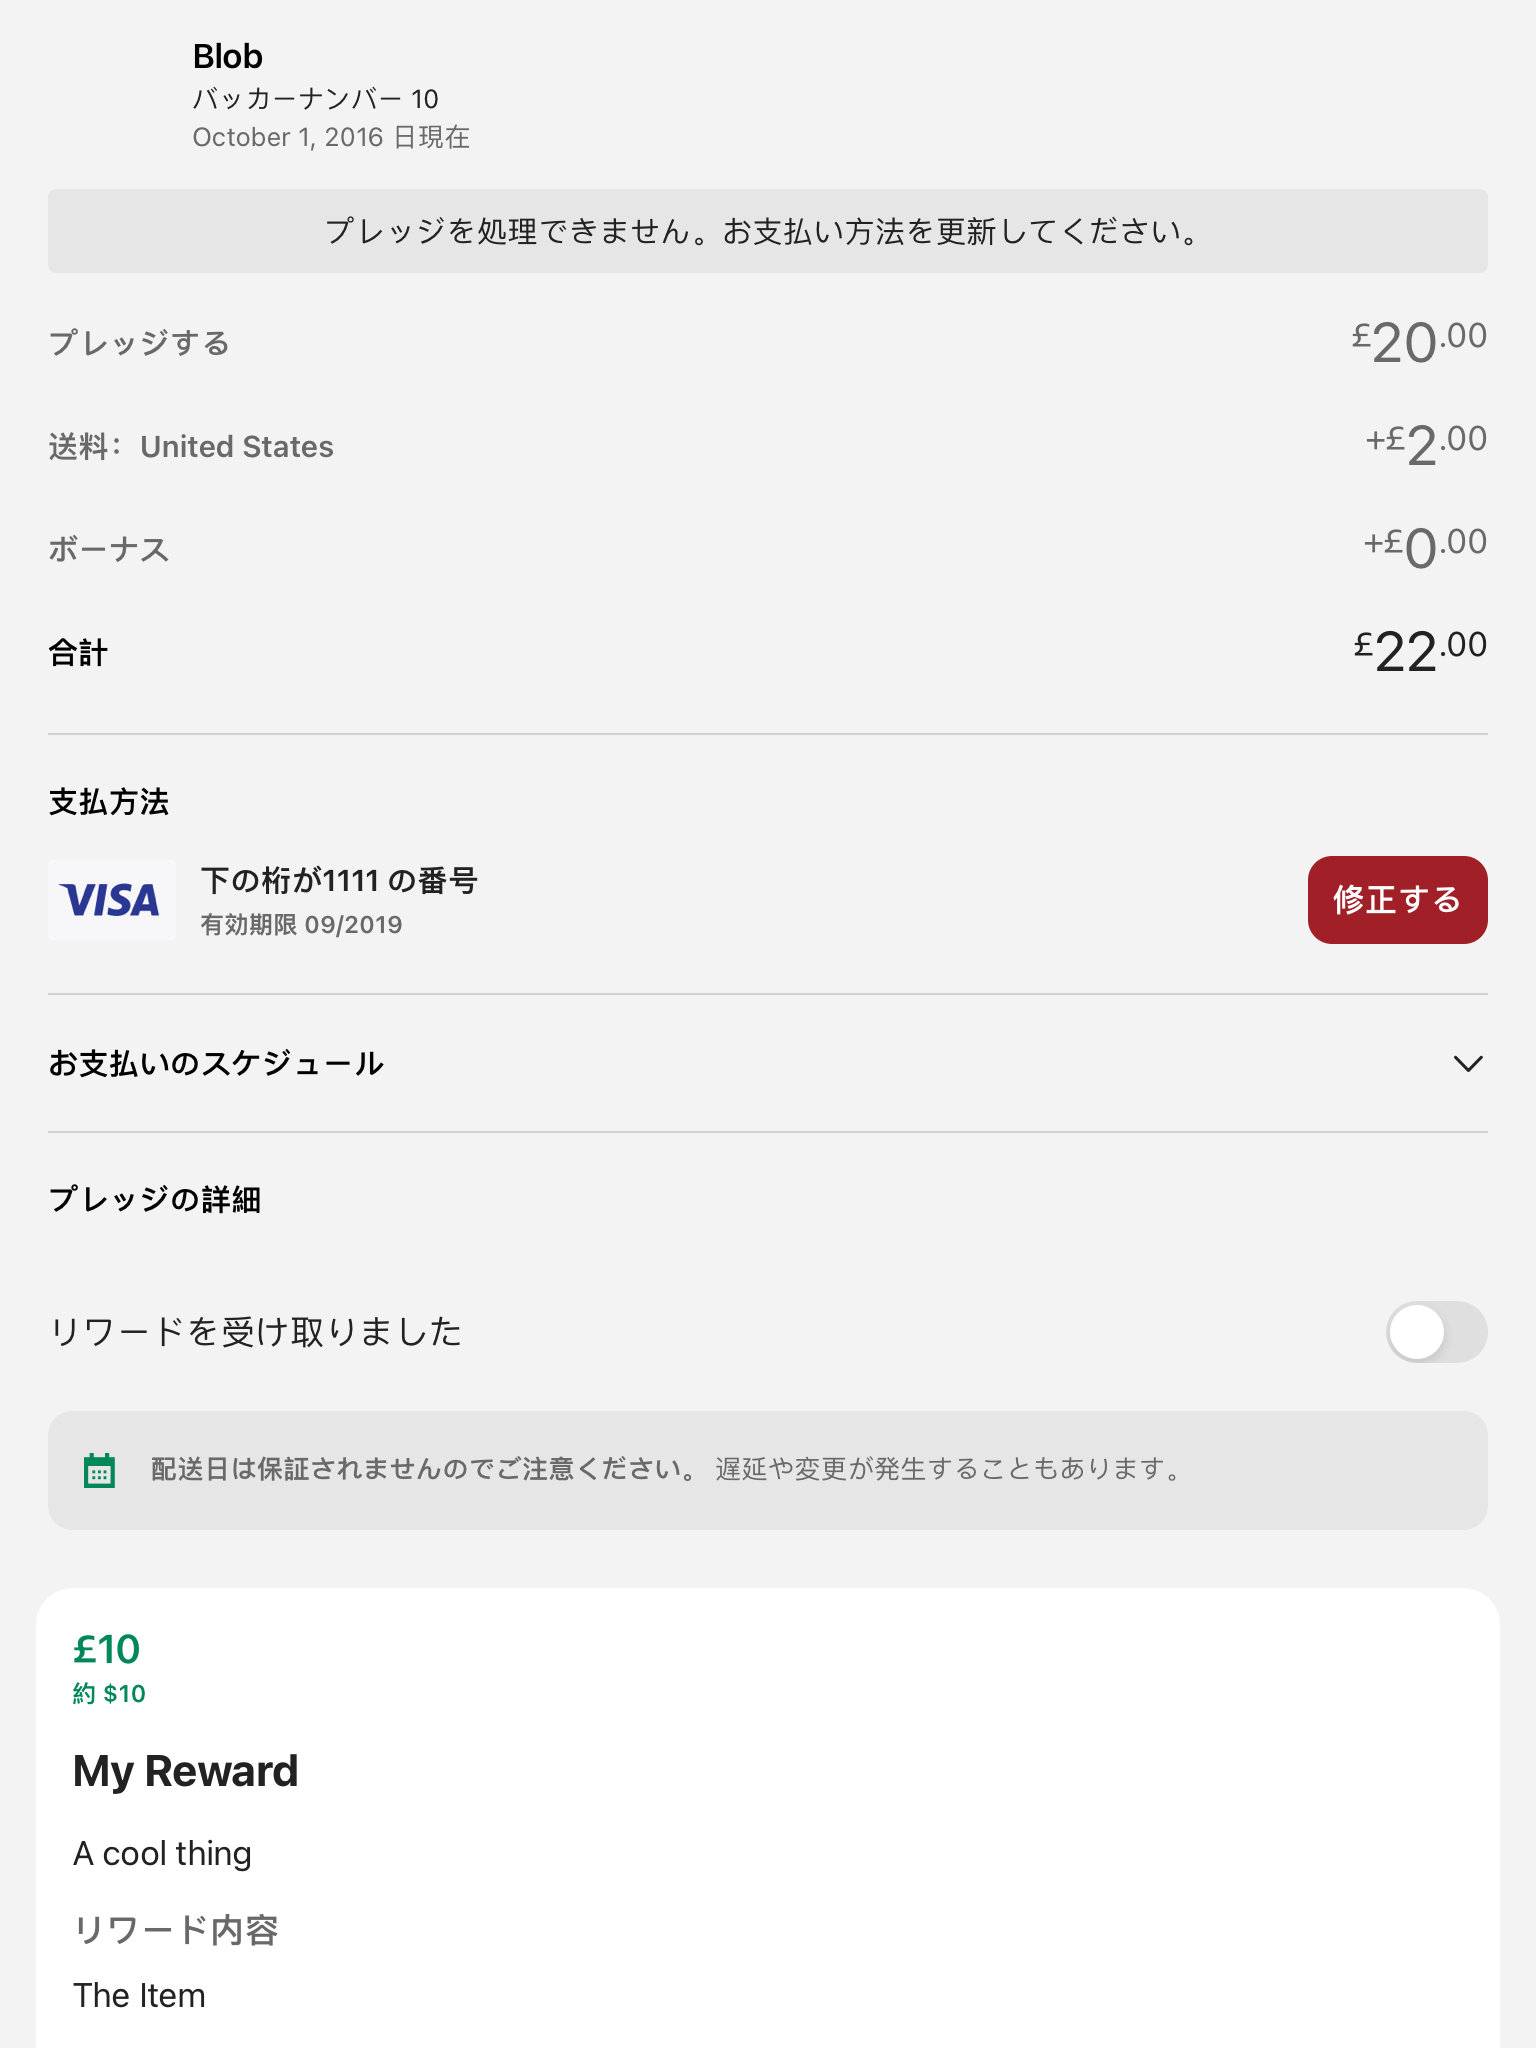 Blob
バッカーナンバー 10
October 1, 2016 日現在
プレッジを処理できません。お支払い方法を更新してください。
プレッジする £20.00
送料： United States +£2.00
ボーナス +£0.00
合計 £22.00
支払方法
VISA
下の桁が1111 の番号
有効期限 09/2019
修正する
お支払いのスケジュール
プレッジの詳細
リワードを受け取りました
配送日は保証されませんのでご注意ください。 遅延や変更が発生することもあります。
£10
約 $10
My Reward
A cool thing
リワード内容
The Item